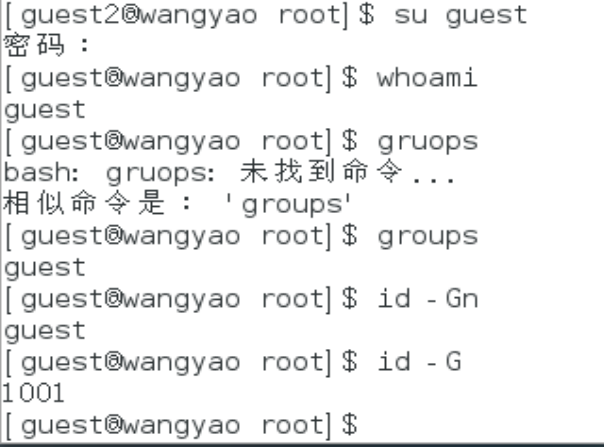 [guest2@wangyao root]$ su guest
密码：
[guest@wangyao root]$ whoami
guest
[guest@wangyao root]$ gruops
bash: gruops: 未找到命令...
相似命令是： 'groups'
[guest@wangyao root]$ groups
guest
[guest@wangyao root]$ id -Gn
guest
[guest@wangyao root]$ id -G
1001
[guest@wangyao root]$